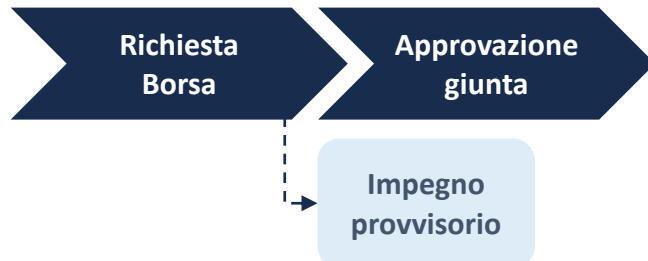 Richiesta
Borsa
Approvazione
giunta
Impegno
provvisorio